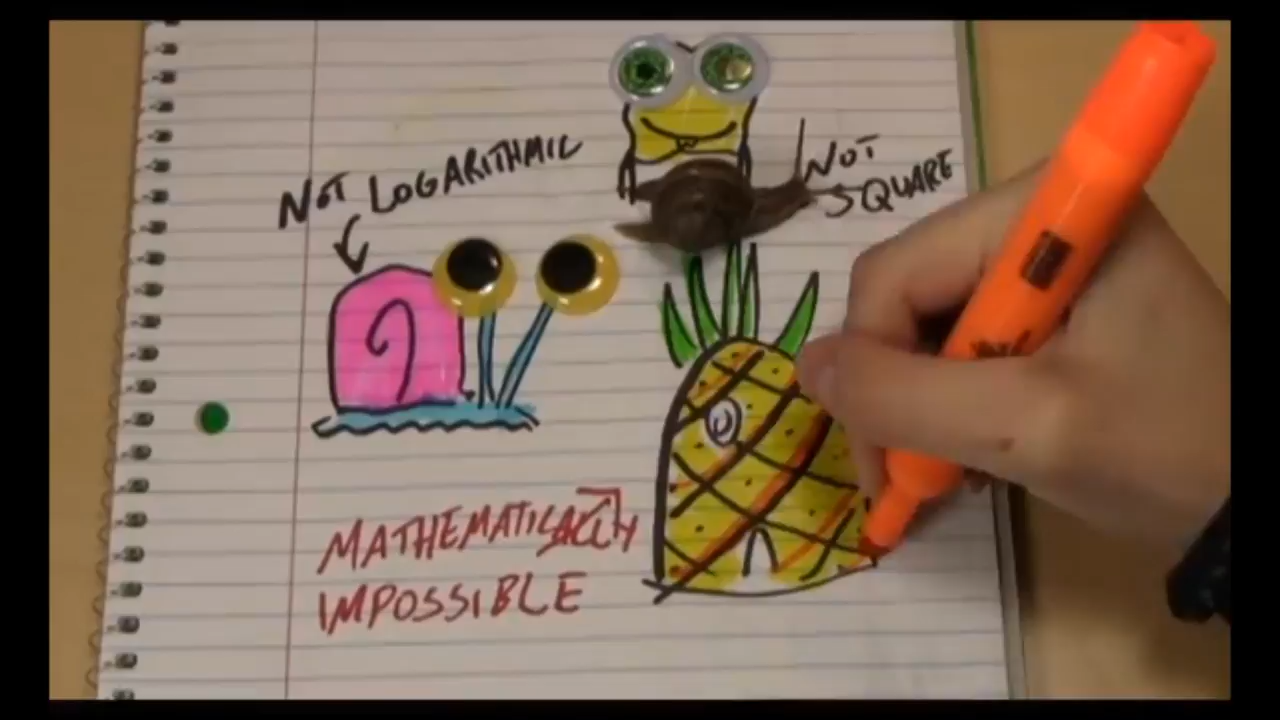 NOT LOGARITHMIC
NOT
SQUARE
MATHEMATICALLY
IMPOSSIBLE